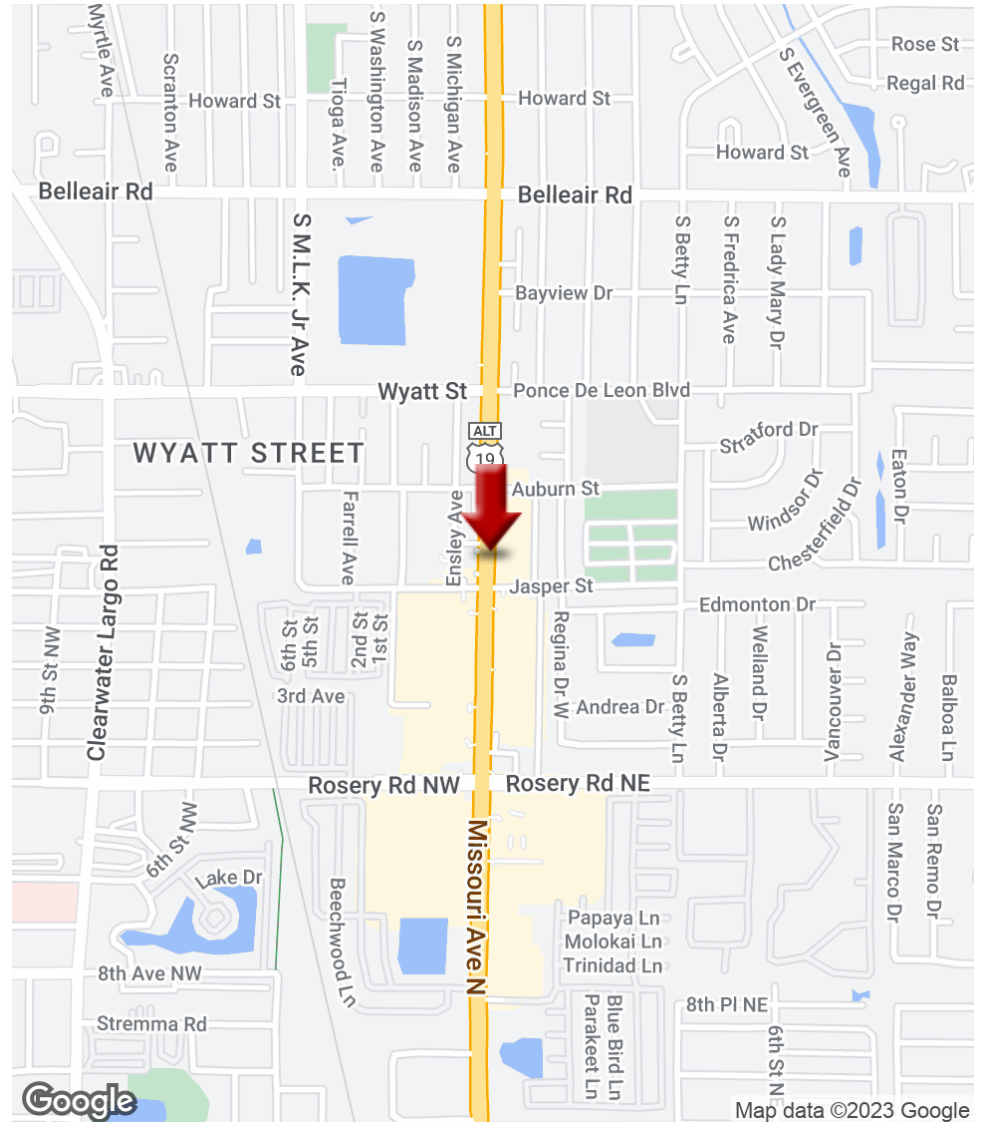 Myrtle Ave
Scranton Ave
Howard St
Tioga Ave.
S Washington Ave
S Madison Ave
S Michigan Ave
Howard St
Rose St
Regal Rd
S Evergreen Ave
Howard St
Belleair Rd
Belleair Rd
S M.L.K. Jr Ave
S Betty Ln
S Fredrica Ave
S Lady Mary Dr
Bayview Dr
Wyatt St
Ponce De Leon Blvd
ALT
19
WYATT STREET
Stratford Dr
Eaton Dr
Windsor Dr
Chesterfield Dr
Auburn St
Farrell Ave
Ensley Ave
Clearwater Largo Rd
Jasper St
Edmonton Dr
9th St NW
6th St
5th St
2nd St
1st St
3rd Ave
Regina Dr W
Andrea Dr
S Betty Ln
Alberta Dr
Welland Dr
Vancouver Dr
Alexander Way
Balboa Ln
Rosery Rd NW
Rosery Rd NE
Missouri Ave N
6th St NW
Lake Dr
Beechwood Ln
San Marco Dr
San Remo Dr
Papaya Ln
Molokai Ln
Trinidad Ln
8th Ave NW
Stremma Rd
Parakeet Ln
Blue Bird Ln
8th Pl NE
6th St NE
Google
Map data ©2023 Google